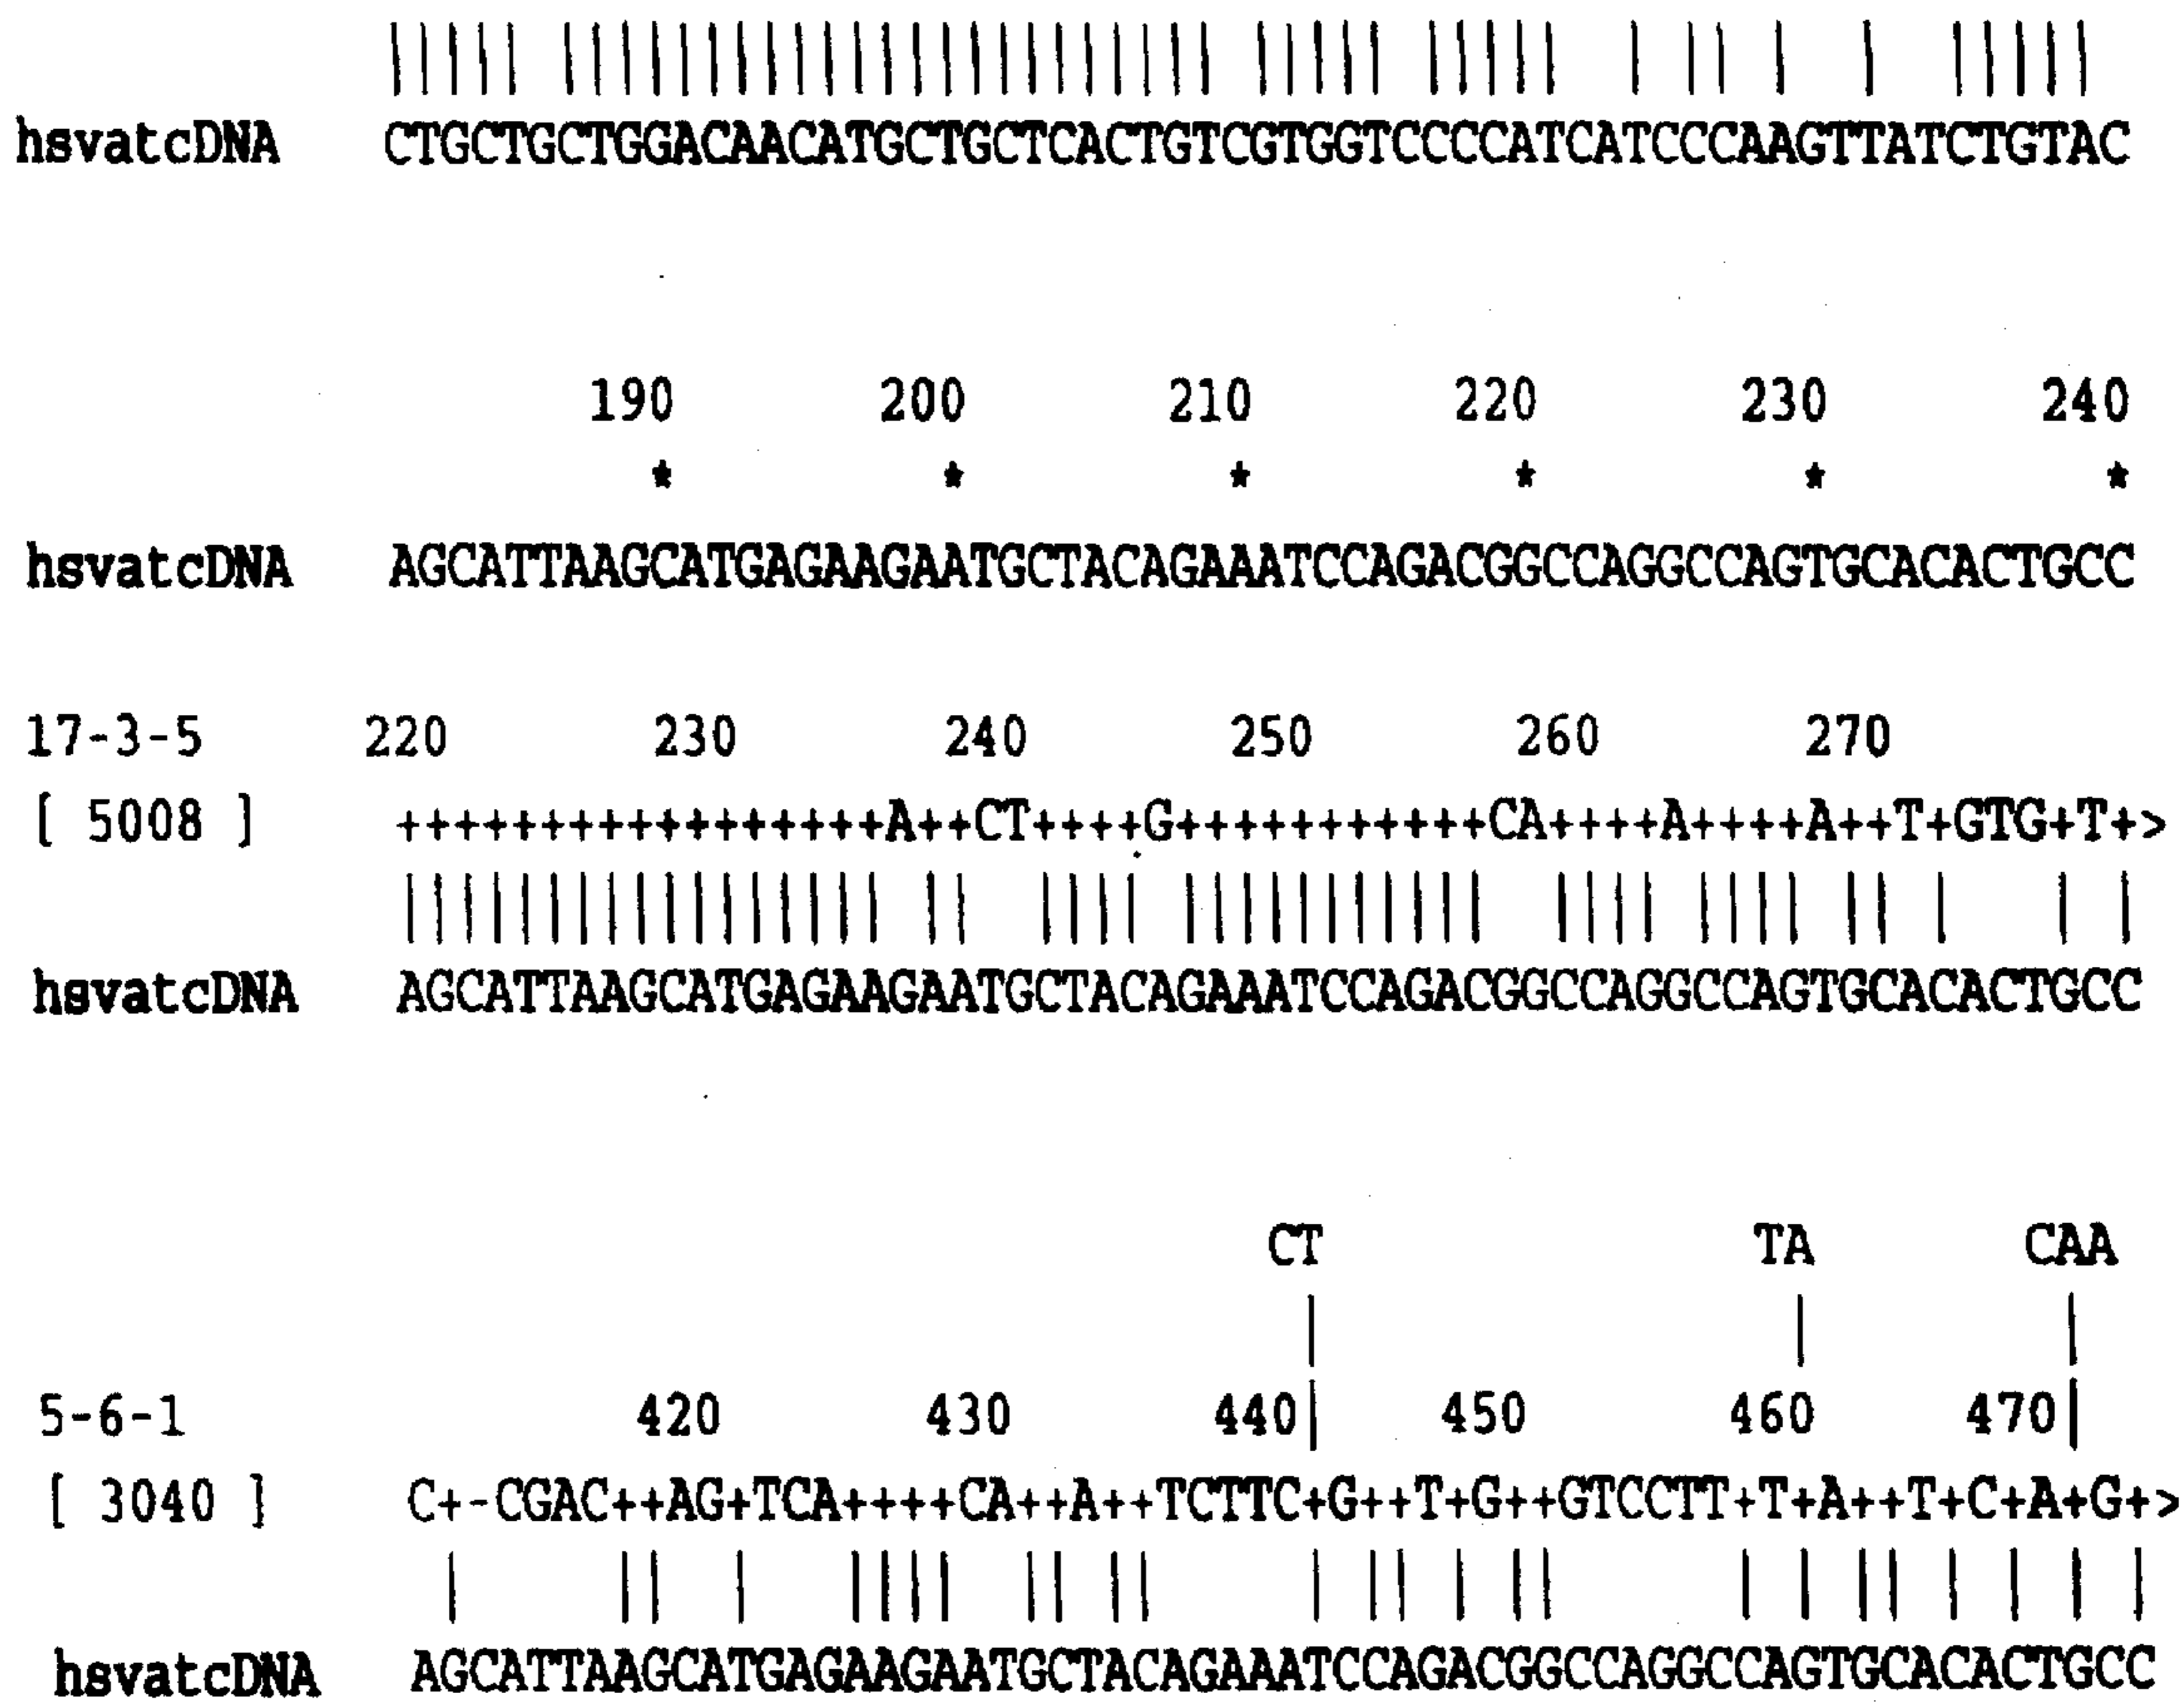 hsvatcDNA CTGCTGCTGGACAACATGCTGCTCACTGTCGTGGTCCCCATCATCCCAAGTTATCTGTAC
190 200 210 220 230 240
* * * * * *
hsvatcDNA AGCATTAAGCATGAGAAGAATGCTACAGAAATCCAGACGGCCAGGCCAGTGCACACTGCC
17-3-5 220 230 240 250 260 270
[ 5008 ] +++++++++++++++++A++CT++++G+++++++++++CA++++A++++A++T+GTG+T+>
hsvatcDNA AGCATTAAGCATGAGAAGAATGCTACAGAAATCCAGACGGCCAGGCCAGTGCACACTGCC
CT TA CAA
5-6-1 420 430 440| 450 460 470|
[ 3040 ] C+-CGAC++AG+TCA++++CA++A++TCTTC+G++T+G++GTCCTT+T+A++T+C+A+G+>
hsvatcDNA AGCATTAAGCATGAGAAGAATGCTACAGAAATCCAGACGGCCAGGCCAGTGCACACTGCC